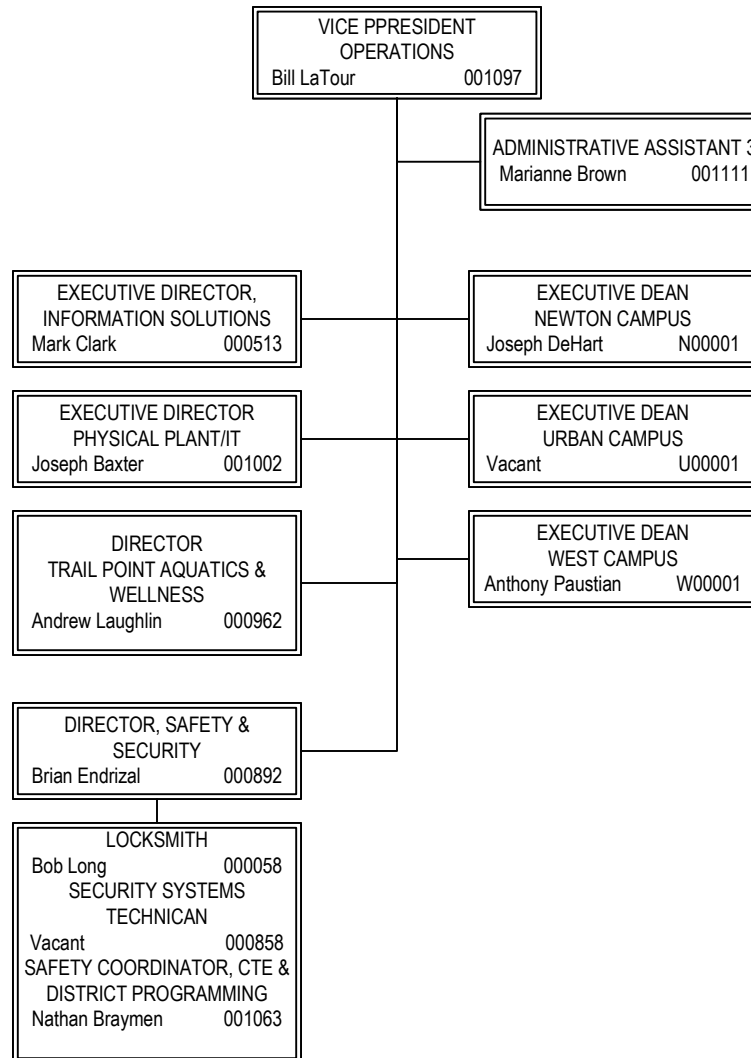 VICE PPRESIDENT
OPERATIONS
Bill LaTour 001097
ADMINISTRATIVE ASSISTANT 3
Marianne Brown 001111
EXECUTIVE DIRECTOR,
INFORMATION SOLUTIONS
Mark Clark 000513
EXECUTIVE DEAN
NEWTON CAMPUS
Joseph DeHart N00001
EXECUTIVE DIRECTOR
PHYSICAL PLANT/IT
Joseph Baxter 001002
EXECUTIVE DEAN
URBAN CAMPUS
Vacant U00001
DIRECTOR
TRAIL POINT AQUATICS &
WELLNESS
Andrew Laughlin 000962
EXECUTIVE DEAN
WEST CAMPUS
Anthony Paustian W00001
DIRECTOR, SAFETY &
SECURITY
Brian Endrizal 000892
LOCKSMITH
Bob Long 000058
SECURITY SYSTEMS
TECHNICAN
Vacant 000858
SAFETY COORDINATOR, CTE &
DISTRICT PROGRAMMING
Nathan Braymen 001063